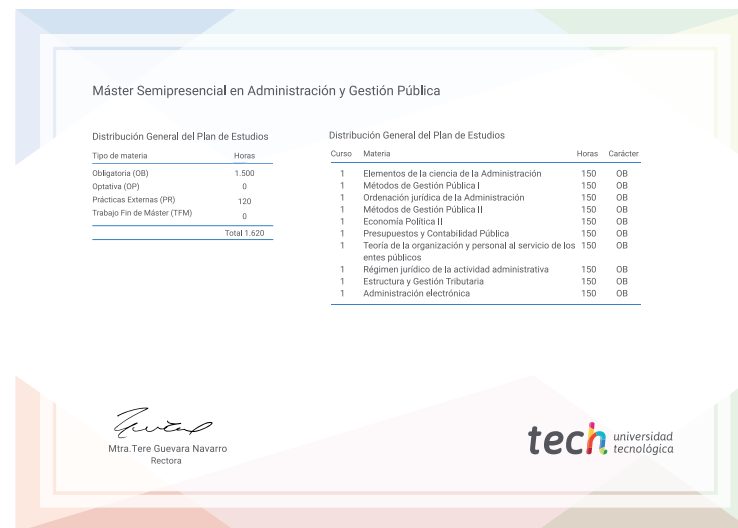 Máster Semipresencial en Administración y Gestión Pública
Distribución General del Plan de Estudios
Tipo de materia Horas
Obligatoria (OB) 1.500
Optativa (OP) 0
Prácticas Externas (PR) 120
Trabajo Fin de Máster (TFM) 0
Total 1.620
Distribución General del Plan de Estudios
Curso Materia Horas Carácter
1 Elementos de la ciencia de la Administración 150 OB
1 Métodos de Gestión Pública I 150 OB
1 Ordenación jurídica de la Administración 150 OB
1 Métodos de Gestión Pública II 150 OB
1 Economía Política II 150 OB
1 Presupuestos y Contabilidad Pública 150 OB
1 Teoría de la organización y personal al servicio de los 150 OB
entes públicos
1 Régimen jurídico de la actividad administrativa 150 OB
1 Estructura y Gestión Tributaria 150 OB
1 Administración electrónica 150 OB
Mtra.Tere Guevara Navarro
Rectora
tech universidad
tecnológica